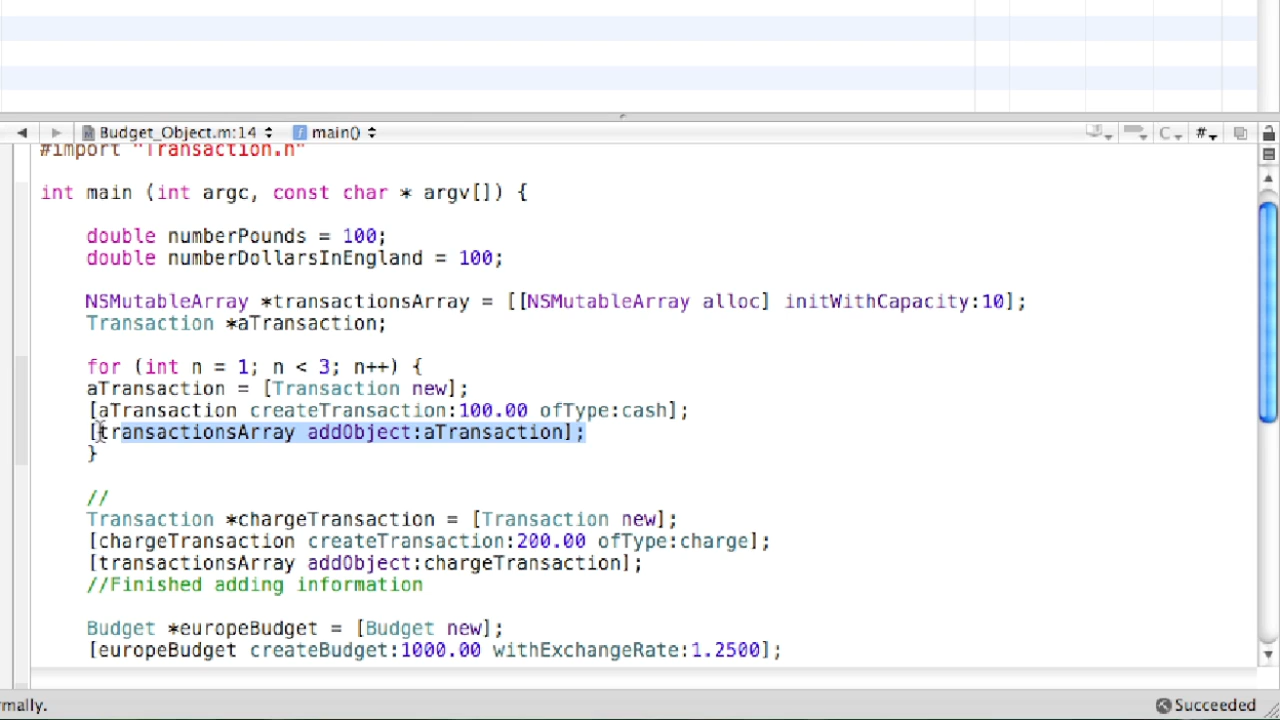 Budget_Object.m:14 main() C #
#import "Transaction.h"
int main (int argc, const char * argv[]) {
double numberPounds = 100;
double numberDollarsInEngland = 100;
NSMutableArray *transactionsArray = [[NSMutableArray alloc] initWithCapacity:10];
Transaction *aTransaction;
for (int n = 1; n < 3; n++) {
aTransaction = [Transaction new];
[aTransaction createTransaction:100.00 ofType:cash];
[transactionsArray addObject:aTransaction];
}
//
Transaction *chargeTransaction = [Transaction new];
[chargeTransaction createTransaction:200.00 ofType:charge];
[transactionsArray addObject:chargeTransaction];
//Finished adding information
Budget *europeBudget = [Budget new];
[europeBudget createBudget:1000.00 withExchangeRate:1.2500];
mally. Succeeded